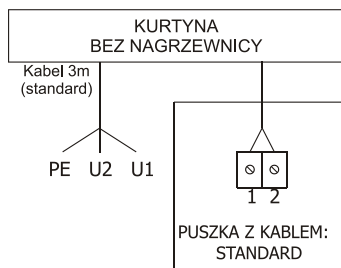 KURTYNA
BEZ NAGRZEWNICY
Kabel 3m
(standard)
PE U2 U1
1 2
PUSZKA Z KABLEM:
STANDARD